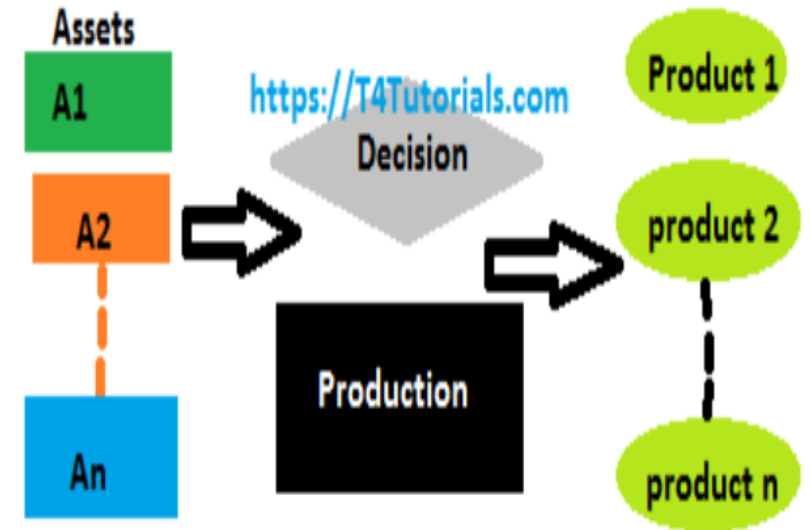 Assets
A1
A2
An
https://T4Tutorials.com
Decision
Production
Product 1
product 2
product n